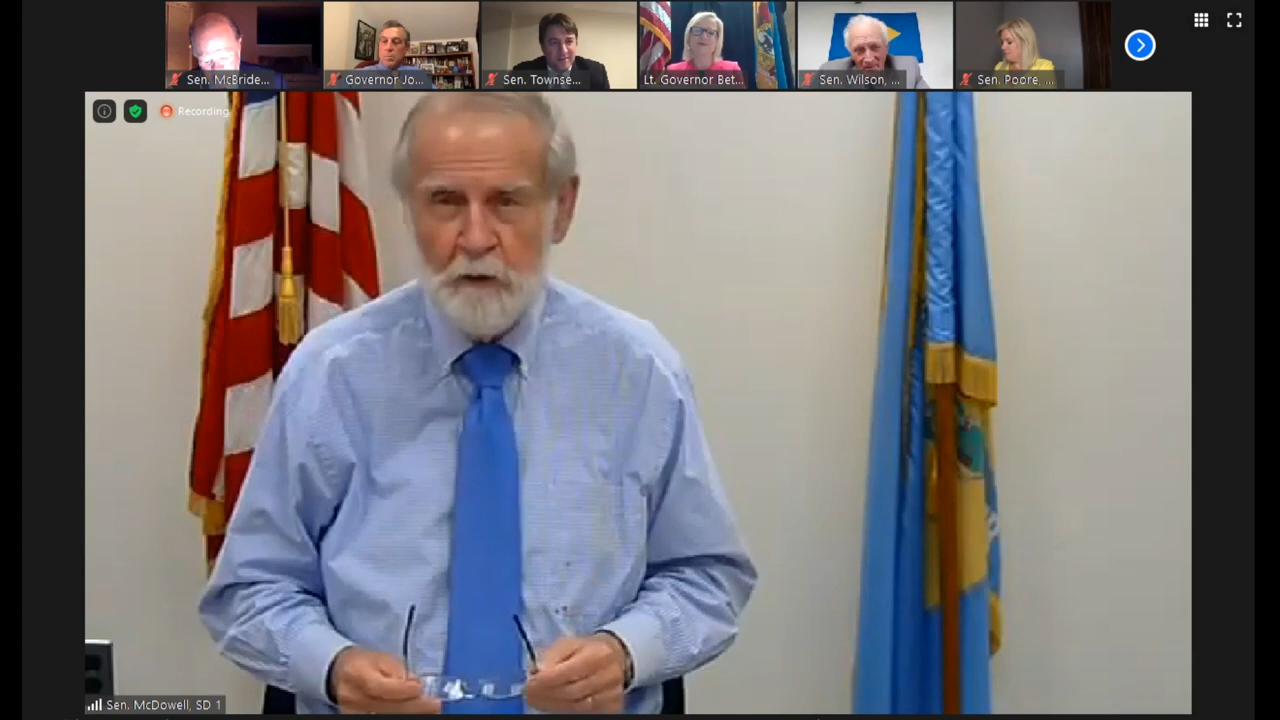 Sen. McBride...
Governor Jo...
Sen. Townse...
Lt. Governor Bet...
Sen. Wilson, ...
Sen. Poore, ...
Recording
Sen. McDowell, SD 1